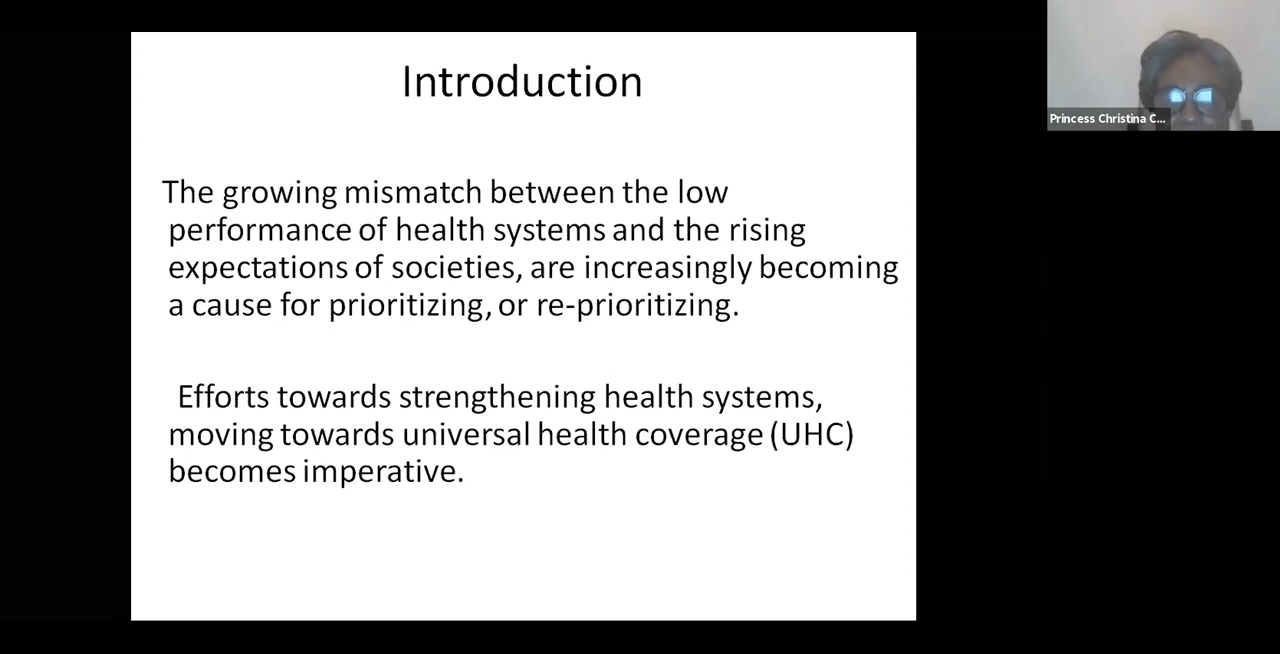 Introduction
The growing mismatch between the low
performance of health systems and the rising
expectations of societies, are increasingly becoming
a cause for prioritizing, or re-prioritizing.
Efforts towards strengthening health systems,
moving towards universal health coverage (UHC)
becomes imperative.
Princess Christina C...